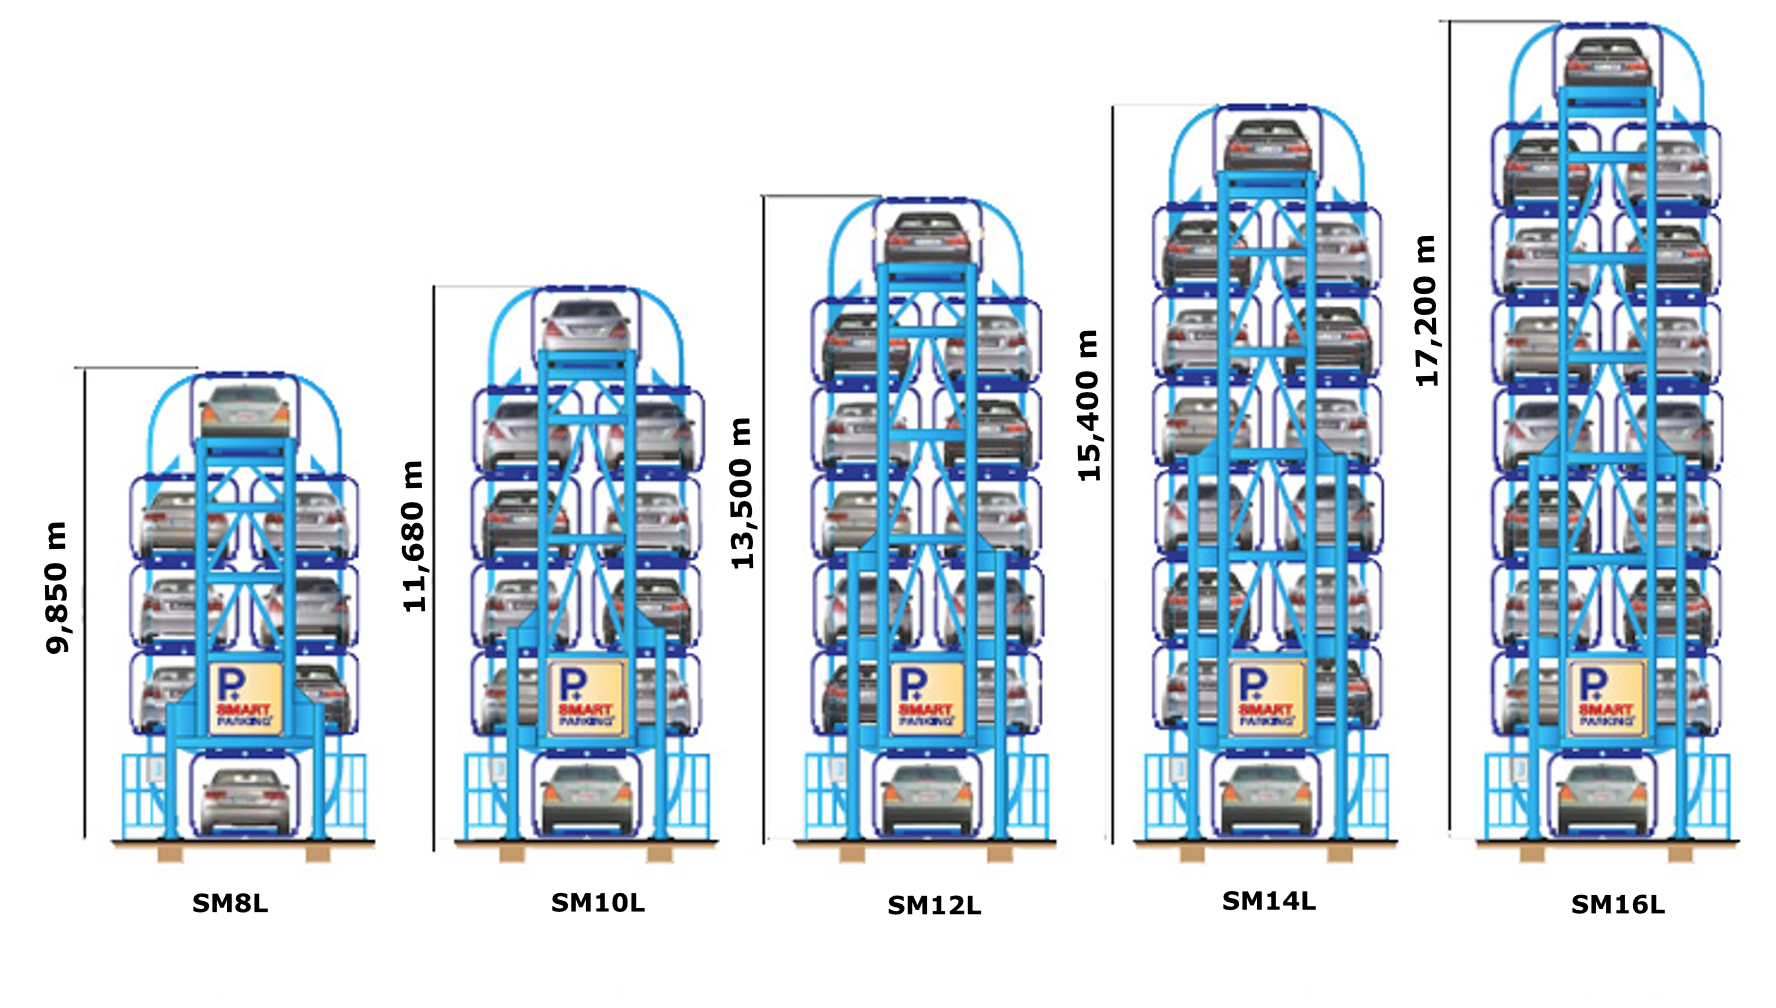 9,850 m
P+
SMART
PARKING
SM8L
11,680 m
P+
SMART
PARKING
SM10L
13,500 m
P+
SMART
PARKING
SM12L
15,400 m
P+
SMART
PARKING
SM14L
17,200 m
P+
SMART
PARKING
SM16L